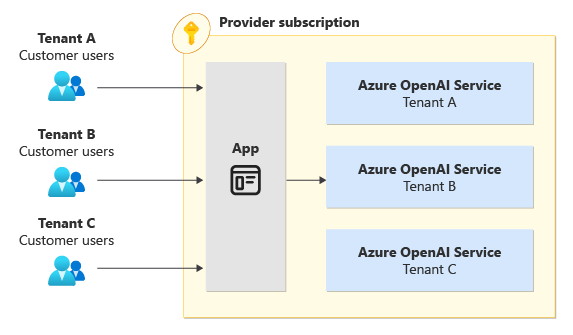 Provider subscription
Tenant A
Customer users
Tenant B
Customer users
Tenant C
Customer users
App
Azure OpenAI Service
Tenant A
Azure OpenAI Service
Tenant B
Azure OpenAI Service
Tenant C